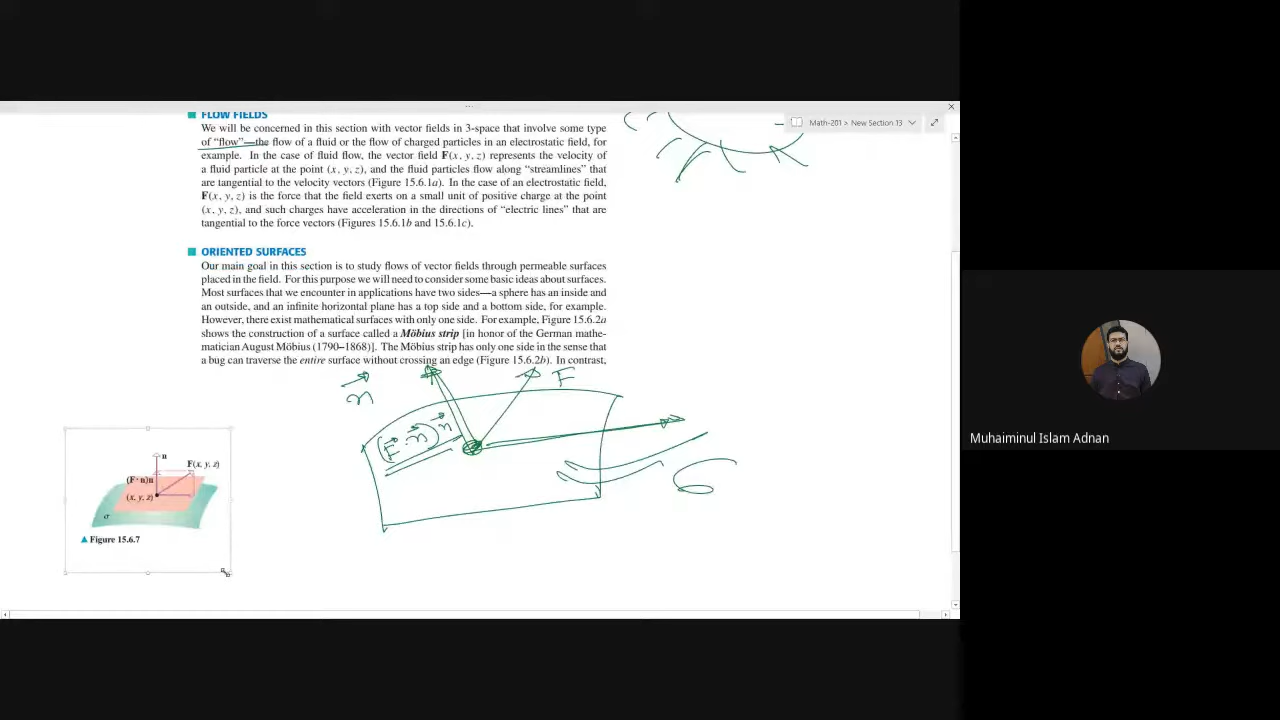 FLOW FIELDS
Math-201 > New Section 13
We will be concerned in this section with vector fields in 3-space that involve some type
of “flow”—the flow of a fluid or the flow of charged particles in an electrostatic field, for
example. In the case of fluid flow, the vector field F(x, y, z) represents the velocity of
a fluid particle at the point (x, y, z), and the fluid particles flow along “streamlines” that
are tangential to the velocity vectors (Figure 15.6.1a). In the case of an electrostatic field,
F(x, y, z) is the force that the field exerts on a small unit of positive charge at the point
(x, y, z), and such charges have acceleration in the directions of “electric lines” that are
tangential to the force vectors (Figures 15.6.1b and 15.6.1c).
ORIENTED SURFACES
Our main goal in this section is to study flows of vector fields through permeable surfaces
placed in the field. For this purpose we will need to consider some basic ideas about surfaces.
Most surfaces that we encounter in applications have two sides—a sphere has an inside and
an outside, and an infinite horizontal plane has a top side and a bottom side, for example.
However, there exist mathematical surfaces with only one side. For example, Figure 15.6.2a
shows the construction of a surface called a Möbius strip [in honor of the German mathe-
matician August Möbius (1790–1868)]. The Möbius strip has only one side in the sense that
a bug can traverse the entire surface without crossing an edge (Figure 15.6.2b). In contrast,
n
F
(F · n) n
σ
n
F(x, y, z)
(F · n)n
(x, y, z)
σ
Figure 15.6.7
Muhaiminul Islam Adnan